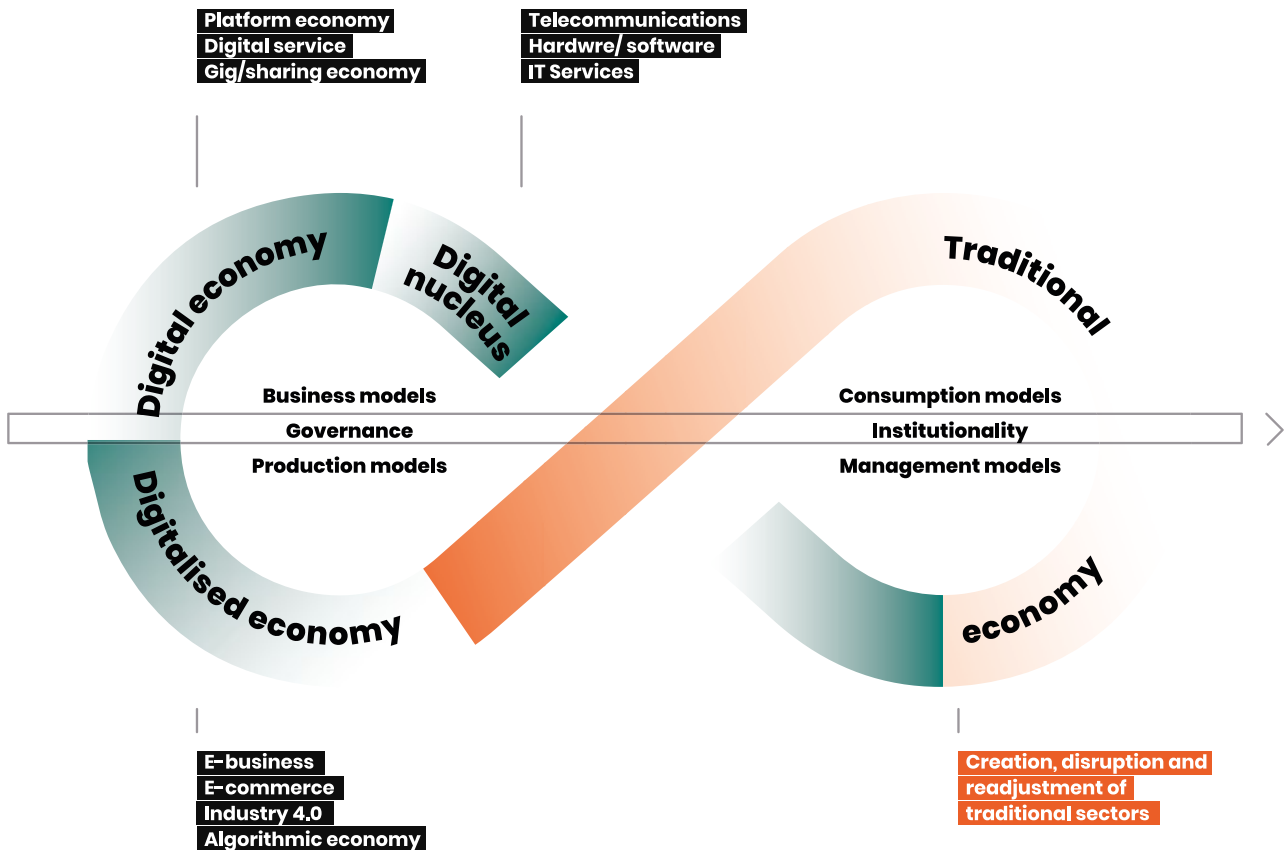 Platform economy
Digital service
Gig/sharing economy
Telecommunications
Hardwre/ software
IT Services
Digital economy
Digital
nucleus
Traditional
Business models
Governance
Production models
Consumption models
Institutionality
Management models
Digitalised economy
economy
E-business
E-commerce
Industry 4.0
Algorithmic economy
Creation, disruption and
readjustment of
traditional sectors